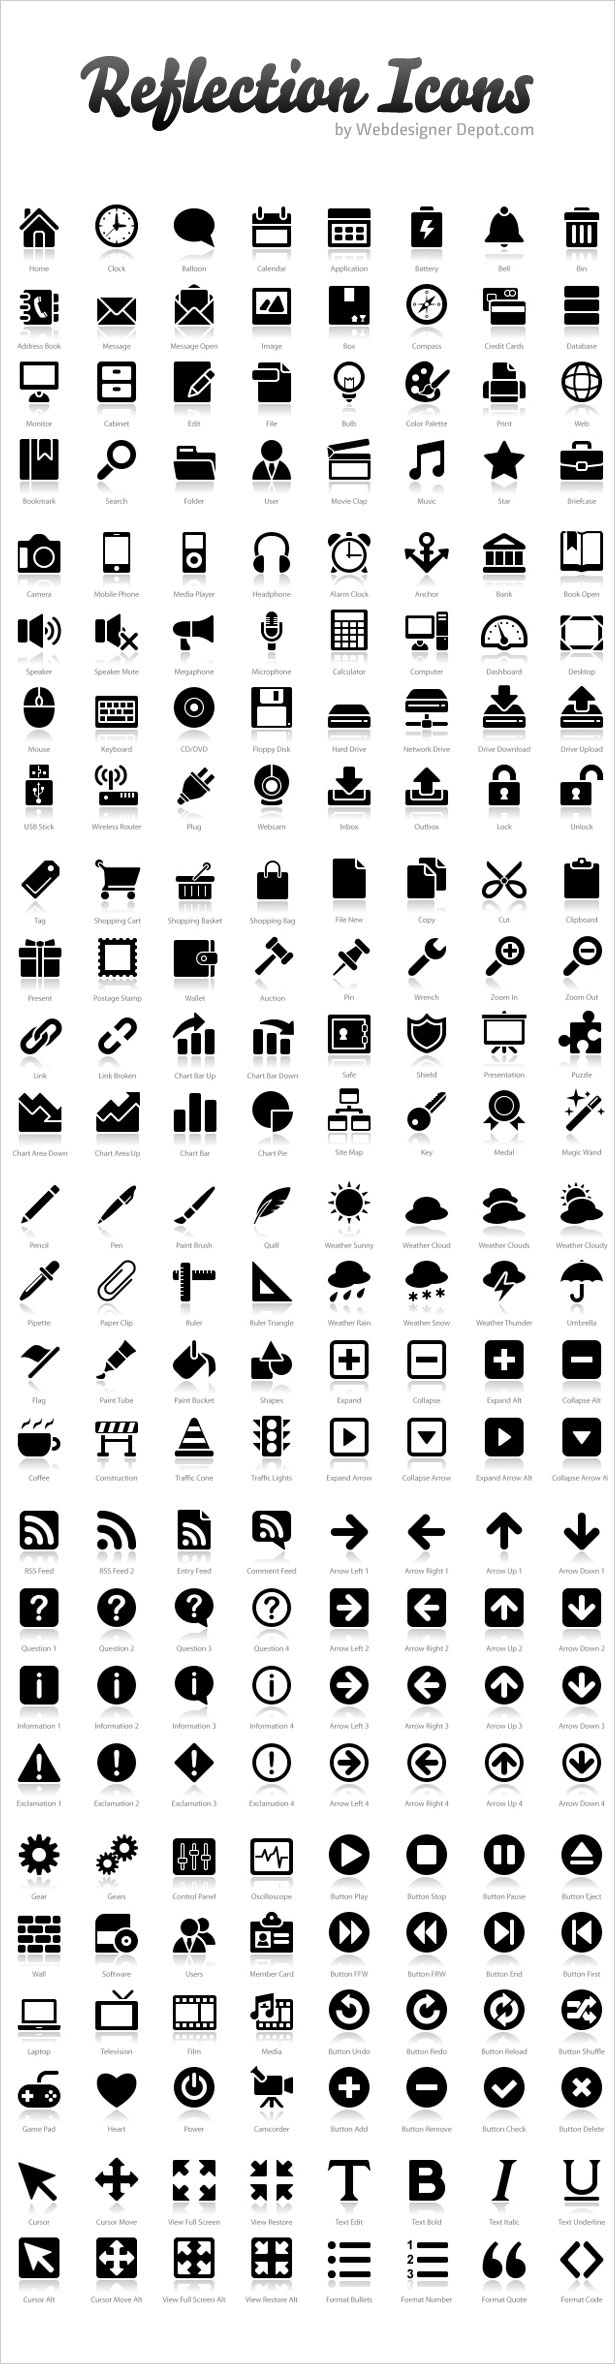 Reflection Icons
by Webdesigner Depot.com
Home Clock Balloon Calendar Application Battery Bell Bin
Address Book Message Message Open Image Box Compass Credit Cards Database
Monitor Cabinet Edit File Bulb Color Palette Print Web
Bookmark Search Folder User Movie Clap Music Star Briefcase
Camera Mobile Phone Media Player Headphone Alarm Clock Anchor Bank Book Open
Speaker Speaker Mute Megaphone Microphone Calculator Computer Dashboard Desktop
Mouse Keyboard CD/DVD Floppy Disk Hard Drive Network Drive Drive Download Drive Upload
USB Stick Wireless Router Plug Webcam Inbox Outbox Lock Unlock
Tag Shopping Cart Shopping Basket Shopping Bag File New Copy Cut Clipboard
Present Postage Stamp Wallet Auction Pin Wrench Zoom In Zoom Out
Link Link Broken Chart Bar Up Chart Bar Down Safe Shield Presentation Puzzle
Chart Area Down Chart Area Up Chart Bar Chart Pie Site Map Key Medal Magic Wand
Pencil Pen Paint Brush Quill Weather Sunny Weather Cloud Weather Clouds Weather Cloudy
Pipette Paper Clip Ruler Ruler Triangle Weather Rain Weather Snow Weather Thunder Umbrella
Flag Paint Tube Paint Bucket Shapes Expand Collapse Expand Alt Collapse Alt
Coffee Construction Traffic Cone Traffic Lights Expand Arrow Collapse Arrow Expand Arrow Alt Collapse Arrow Al
RSS Feed RSS Feed 2 Entry Feed Comment Feed Arrow Left 1 Arrow Right 1 Arrow Up 1 Arrow Down 1
Question 1 Question 2 Question 3 Question 4 Arrow Left 2 Arrow Right 2 Arrow Up 2 Arrow Down 2
Information 1 Information 2 Information 3 Information 4 Arrow Left 3 Arrow Right 3 Arrow Up 3 Arrow Down 3
Exclamation 1 Exclamation 2 Exclamation 3 Exclamation 4 Arrow Left 4 Arrow Right 4 Arrow Up 4 Arrow Down 4
Gear Gears Control Panel Oscilloscope Button Play Button Stop Button Pause Button Eject
Wall Software Users Member Card Button FFW Button FRW Button End Button First
Laptop Television Film Media Button Undo Button Redo Button Reload Button Shuffle
Game Pad Heart Power Camcorder Button Add Button Remove Button Check Button Delete
T B I U
Cursor Cursor Move View Full Screen View Restore Text Edit Text Bold Text Italic Text Underline
1
2
3
Cursor Alt Cursor Move Alt View Full Screen Alt View Restore Alt Format Bullets Format Number Format Quote Format Code